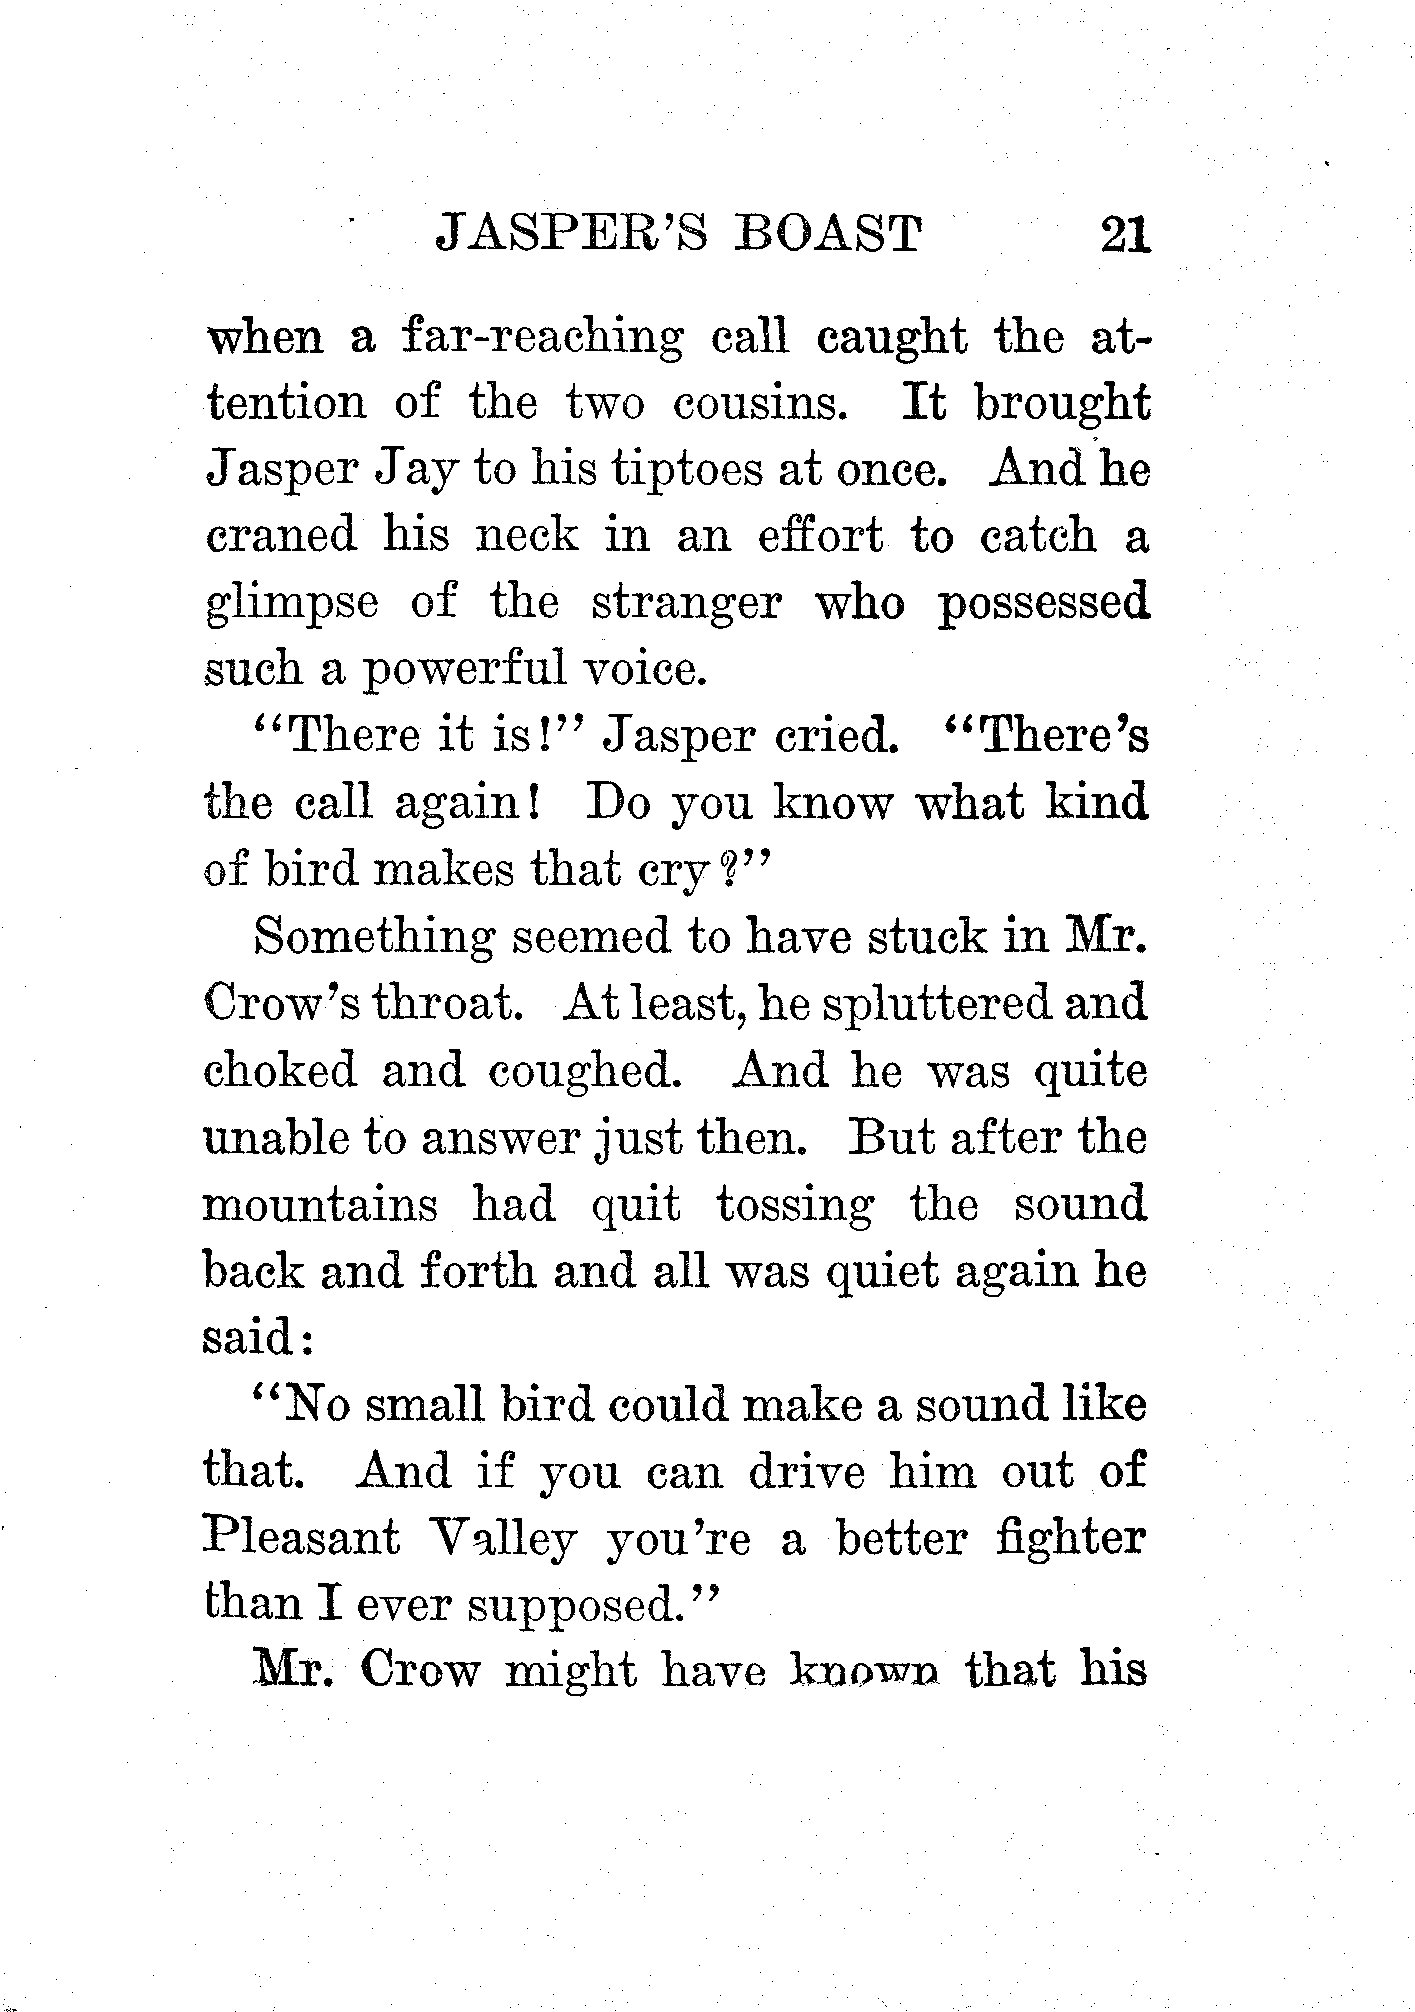 JASPER'S BOAST 21
when a far-reaching call caught the at-
tention of the two cousins. It brought
Jasper Jay to his tiptoes at once. And he
craned his neck in an effort to catch a
glimpse of the stranger who possessed
such a powerful voice.
"There it is!" Jasper cried. "There's
the call again! Do you know what kind
of bird makes that cry?"
Something seemed to have stuck in Mr.
Crow's throat. At least, he spluttered and
choked and coughed. And he was quite
unable to answer just then. But after the
mountains had quit tossing the sound
back and forth and all was quiet again he
said:
"No small bird could make a sound like
that. And if you can drive him out of
Pleasant Valley you're a better fighter
than I ever supposed."
Mr. Crow might have known that his